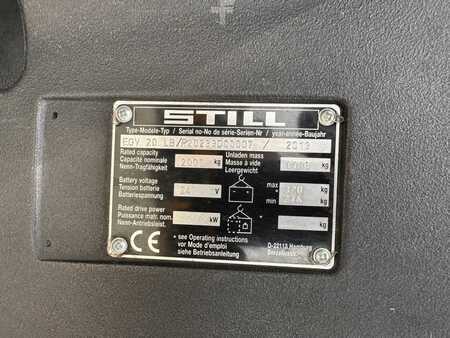 STILL
Type-Modèle-Typ / Serial no-No de série-Serien-Nr / year-année-Baujahr
EGV 20 LB / / 2013
Rated capacity
Capacité nominale kg
Nenn-Tragfähigkeit
Unladen mass
Masse à vide kg
Leergewicht
Battery voltage
Tension batterie 24 V
Batteriespannung
max kg
min kg
Rated drive power
Puissance mot. nom. kW
Nenn-Antriebsleist.
kg
CE
• see Operating instructions
voir Mode d'emploi
siehe Betriebsanleitung
D-22113 Hamburg